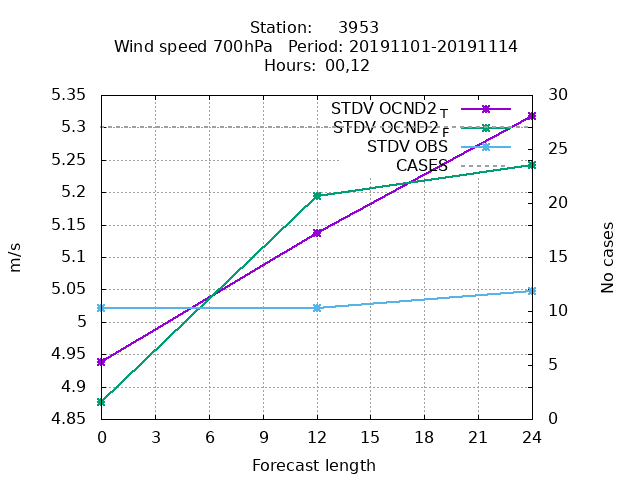 Station: 3953
Wind speed 700hPa Period: 20191101-20191114
Hours: 00,12
5.35
5.3
5.25
5.2
5.15
5.1
5.05
5
4.95
4.9
4.85
30
25
20
15
10
5
0
STDV OCND2 T
STDV OCND2 F
STDV OBS
CASES
m/s
No cases
0 3 6 9 12 15 18 21 24
Forecast length